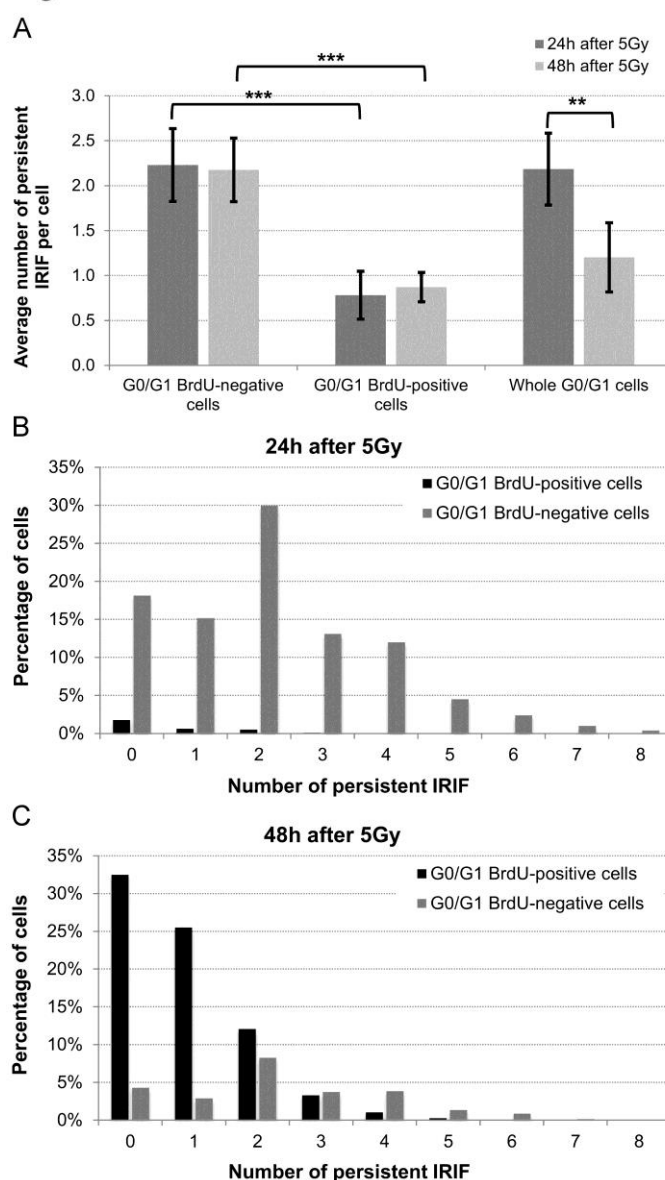 A
24h after 5Gy
48h after 5Gy
***
***
**
Average number of persistent
IRIF per cell
3.0
2.5
2.0
1.5
1.0
0.5
0.0
G0/G1 BrdU-negative
cells
G0/G1 BrdU-positive
cells
Whole G0/G1 cells
B
24h after 5Gy
G0/G1 BrdU-positive cells
G0/G1 BrdU-negative cells
Percentage of cells
35%
30%
25%
20%
15%
10%
5%
0%
0 1 2 3 4 5 6 7 8
Number of persistent IRIF
C
48h after 5Gy
G0/G1 BrdU-positive cells
G0/G1 BrdU-negative cells
Percentage of cells
35%
30%
25%
20%
15%
10%
5%
0%
0 1 2 3 4 5 6 7 8
Number of persistent IRIF